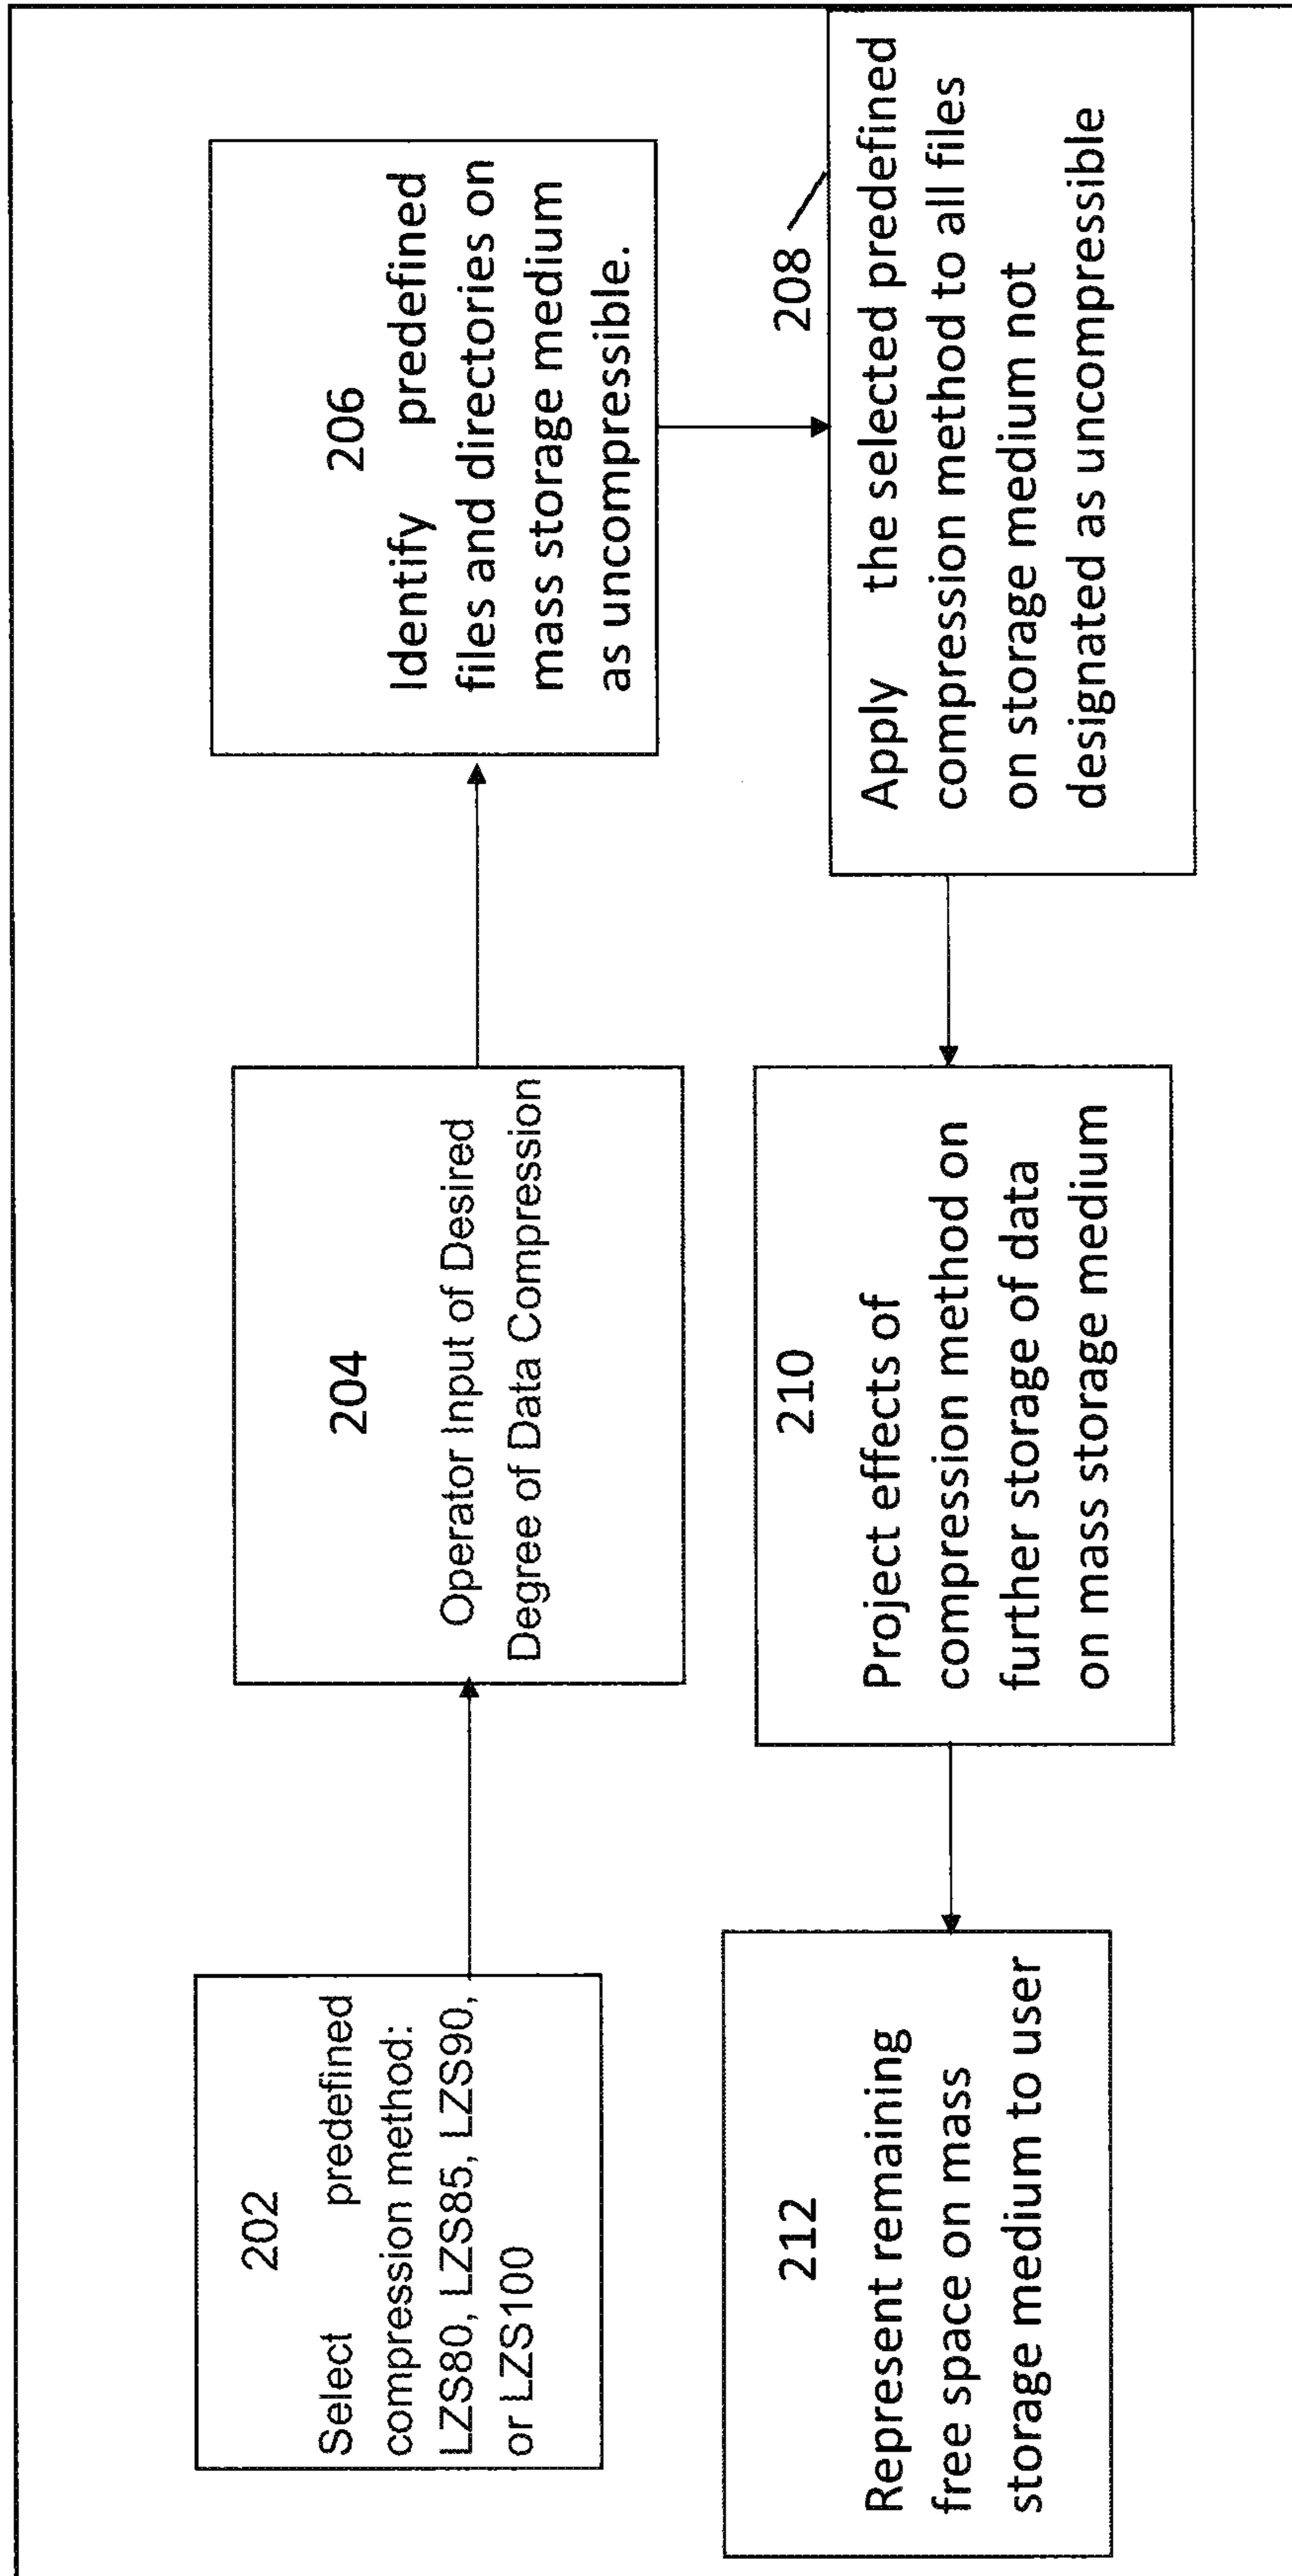 202
Select predefined
compression method:
LZS80, LZS85, LZS90,
or LZS100
204
Operator Input of Desired
Degree of Data Compression
206
Identify predefined
files and directories on
mass storage medium
as uncompressible.
208
Apply the selected predefined
compression method to all files
on storage medium not
designated as uncompressible
210
Project effects of
compression method on
further storage of data
on mass storage medium
212
Represent remaining
free space on mass
storage medium to user